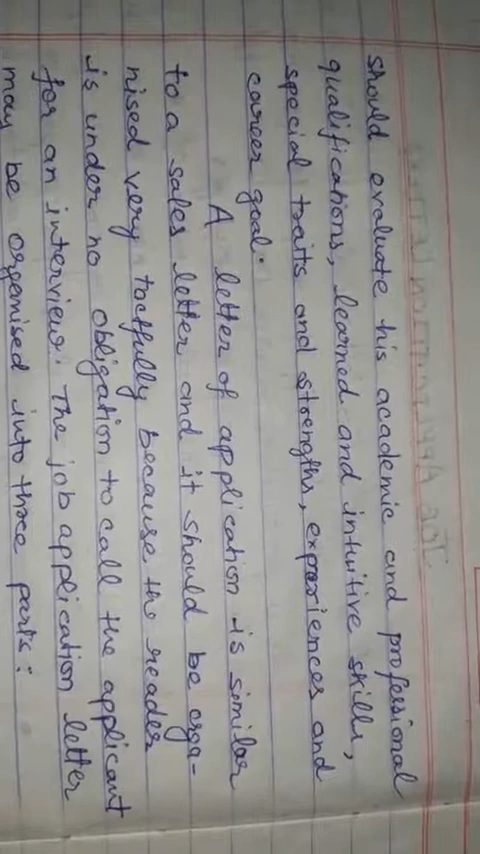 should evaluate his academic and professional
qualifications, learned and intuitive skills,
special traits and strengths, experiences and
career goal.
A letter of application is similar
to a sales letter and it should be orga-
nised very tactfully because the reader
is under no obligation to call the applicant
for an interview. The job application letter
may be organised into three parts: